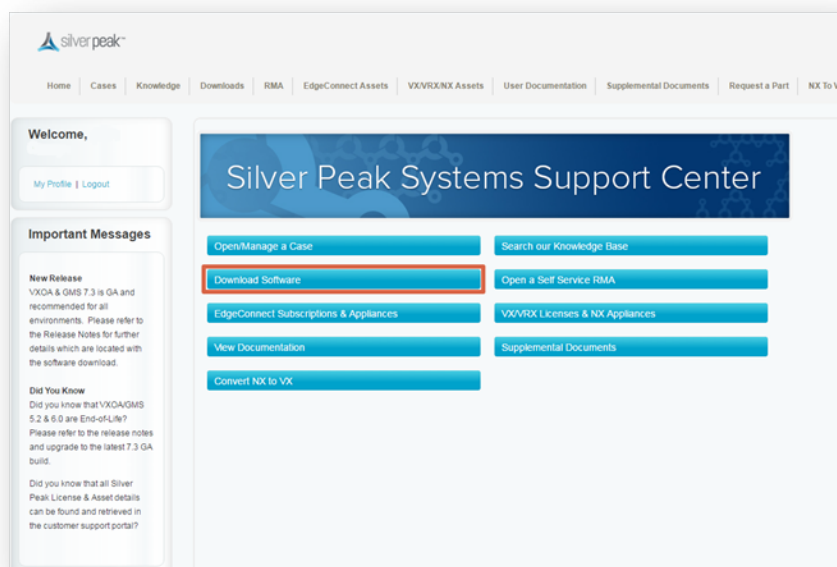 silver peak™
Home | Cases | Knowledge | Downloads | RMA | EdgeConnect Assets | VX/VRX/NX Assets | User Documentation | Supplemental Documents | Request a Part | NX To
Welcome,
My Profile | Logout
Important Messages
New Release
VXOA & GMS 7.3 is GA and
recommended for all
environments. Please refer to
the Release Notes for further
details which are located with
the software download.
Did You Know
Did you know that VXOA/GMS
5.2 & 6.0 are End-of-Life?
Please refer to the release notes
and upgrade to the latest 7.3 GA
build.
Did you know that all Silver
Peak License & Asset details
can be found and retrieved in
the customer support portal?
Silver Peak Systems Support Center
Open/Manage a Case
Search our Knowledge Base
Download Software
Open a Self Service RMA
EdgeConnect Subscriptions & Appliances
VX/VRX Licenses & NX Appliances
View Documentation
Supplemental Documents
Convert NX to VX